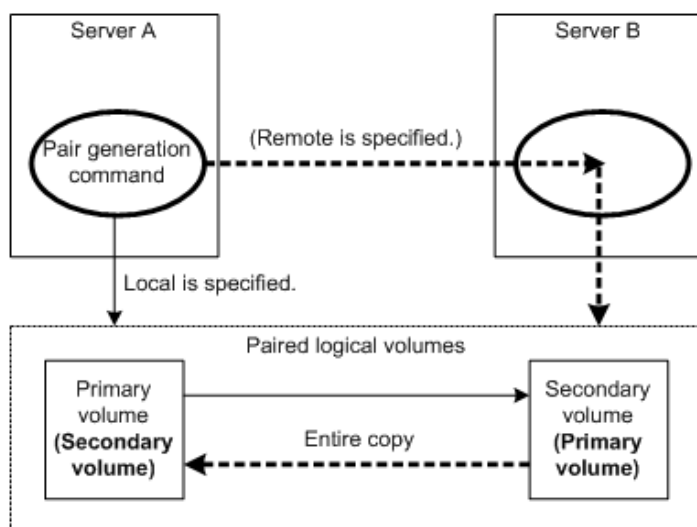 Server A
Server B
Pair generation
command
(Remote is specified.)
Local is specified.
Paired logical volumes
Primary
volume
(Secondary
volume)
Entire copy
Secondary
volume
(Primary
volume)